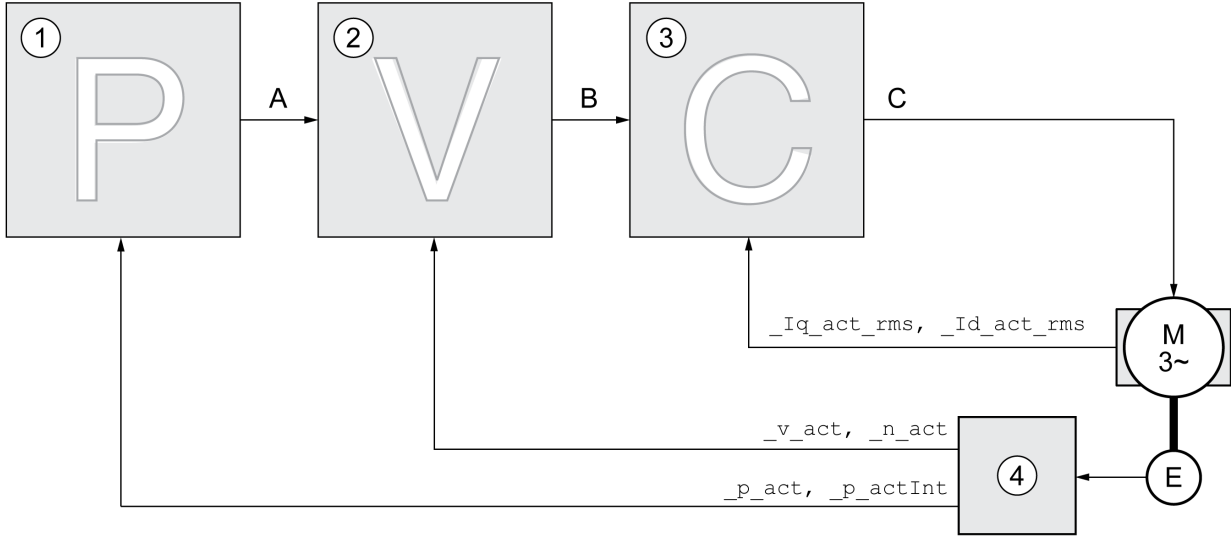 1
P
A
2
V
B
3
C
C
_Iq_act_rms, _Id_act_rms
M
3~
_v_act, _n_act
_p_act, _p_actInt
4
E